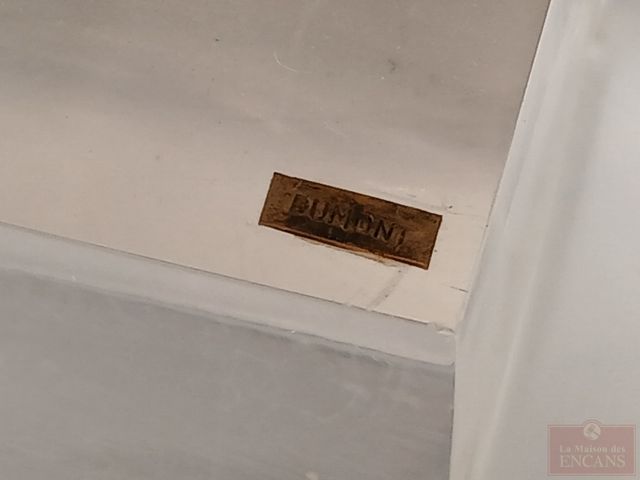 DUMONT
La Maison des
ENCANS